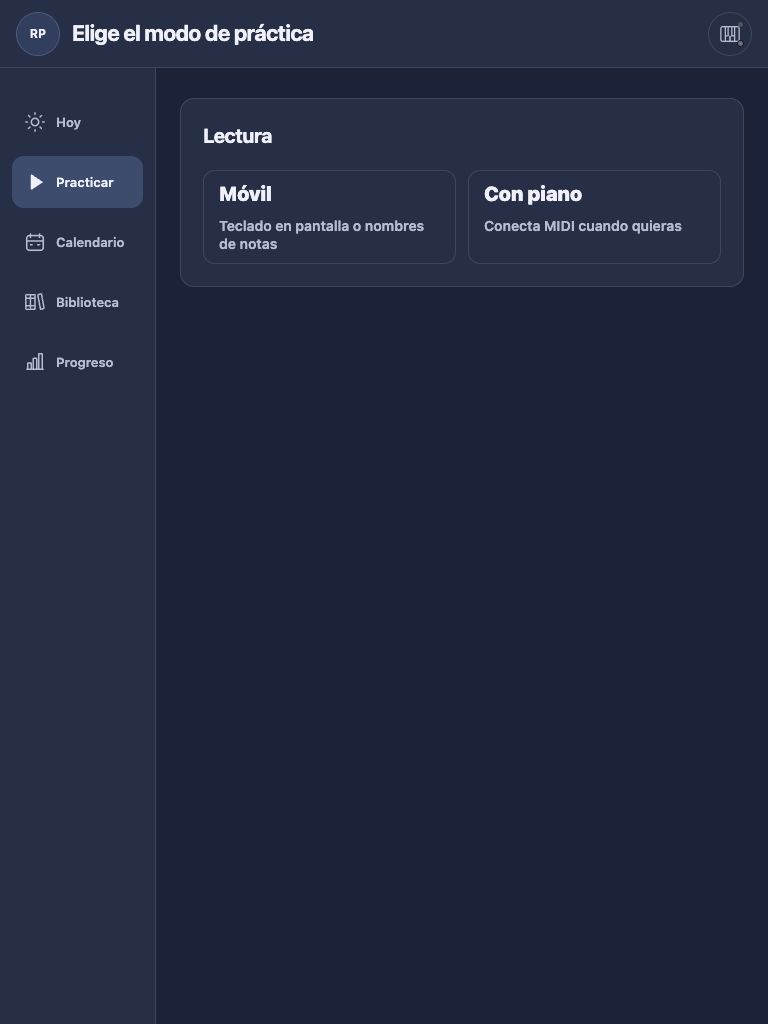 RP
Elige el modo de práctica
Hoy
Practicar
Calendario
Biblioteca
Progreso
Lectura
Móvil
Teclado en pantalla o nombres
de notas
Con piano
Conecta MIDI cuando quieras